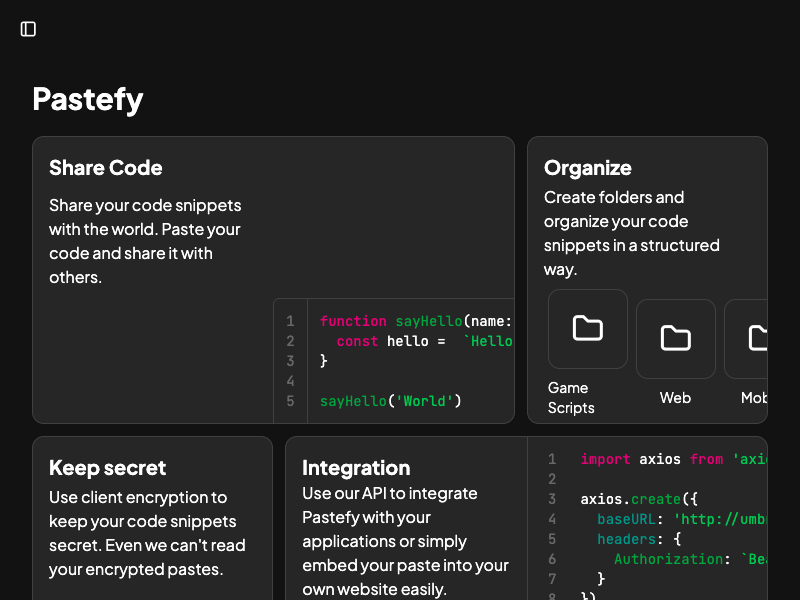 Pastefy
Share Code
Share your code snippets
with the world. Paste your
code and share it with
others.
1 function sayHello(name:
2 const hello = `Hello
3 }
4
5 sayHello('World')
Organize
Create folders and
organize your code
snippets in a structured
way.
Game
Scripts
Web
Mob
Keep secret
Use client encryption to
keep your code snippets
secret. Even we can't read
your encrypted pastes.
Integration
Use our API to integrate
Pastefy with your
applications or simply
embed your paste into your
own website easily.
1 import axios from 'axi
2
3 axios.create({
4 baseURL: 'http://umb
5 headers: {
6 Authorization: `Be
7 }
8 })